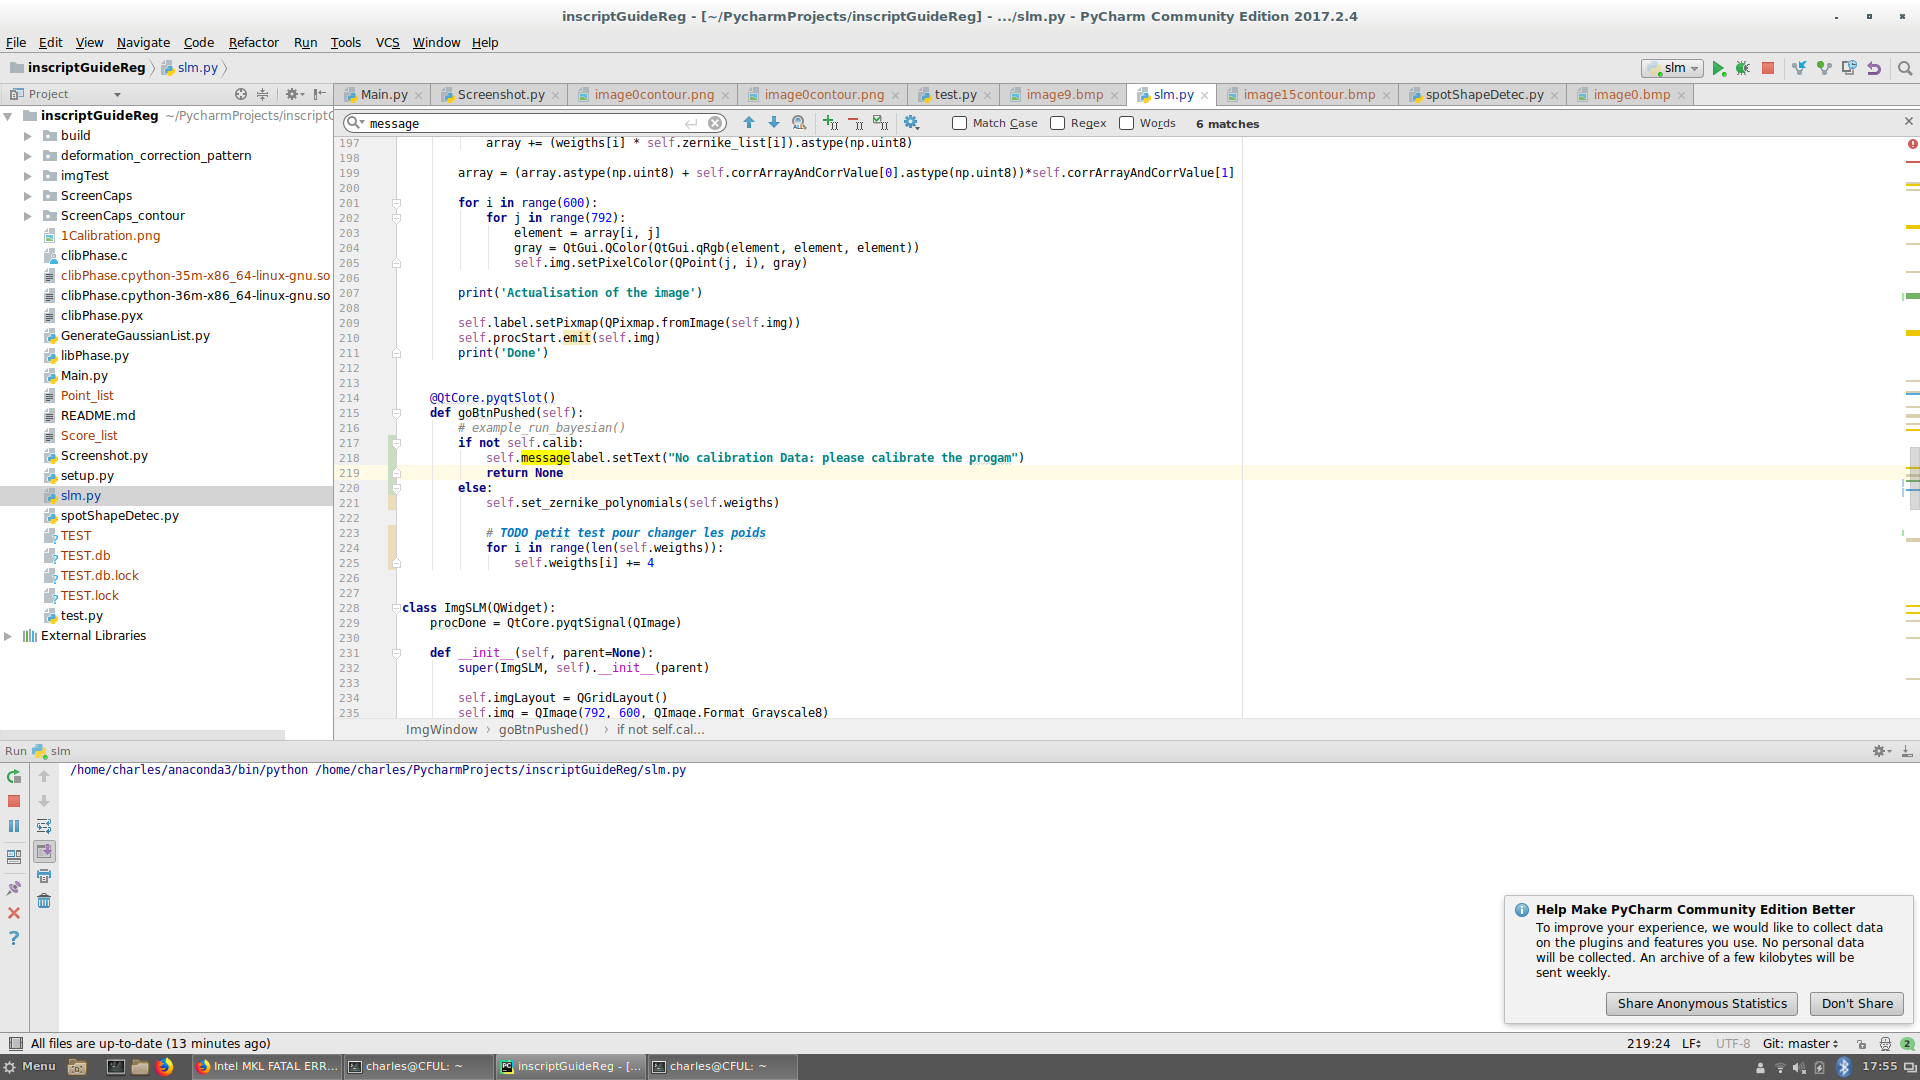 inscriptGuideReg - [~/PycharmProjects/inscriptGuideReg] - .../slm.py - PyCharm Community Edition 2017.2.4
File Edit View Navigate Code Refactor Run Tools VCS Window Help
inscriptGuideReg slm.py slm
Project Main.py Screenshot.py image0contour.png image0contour.png test.py image9.bmp slm.py image15contour.bmp spotShapeDetec.py image0.bmp
message Match Case Regex Words 6 matches
inscriptGuideReg ~/PycharmProjects/inscript
build
deformation_correction_pattern
imgTest
ScreenCaps
ScreenCaps_contour
1Calibration.png
clibPhase.c
clibPhase.cpython-35m-x86_64-linux-gnu.so
clibPhase.cpython-36m-x86_64-linux-gnu.so
clibPhase.pyx
GenerateGaussianList.py
libPhase.py
Main.py
Point_list
README.md
Score_list
Screenshot.py
setup.py
slm.py
spotShapeDetec.py
TEST
TEST.db
TEST.db.lock
TEST.lock
test.py
External Libraries
197 array += (weigths[i] * self.zernike_list[i]).astype(np.uint8)
198
199 array = (array.astype(np.uint8) + self.corrArrayAndCorrValue[0].astype(np.uint8))*self.corrArrayAndCorrValue[1]
200
201 for i in range(600):
202 for j in range(792):
203 element = array[i, j]
204 gray = QtGui.QColor(QtGui.qRgb(element, element, element))
205 self.img.setPixelColor(QPoint(j, i), gray)
206
207 print('Actualisation of the image')
208
209 self.label.setPixmap(QPixmap.fromImage(self.img))
210 self.procStart.emit(self.img)
211 print('Done')
212
213
214 @QtCore.pyqtSlot()
215 def goBtnPushed(self):
216 # example_run_bayesian()
217 if not self.calib:
218 self.messagelabel.setText("No calibration Data: please calibrate the progam")
219 return None
220 else:
221 self.set_zernike_polynomials(self.weigths)
222
223 # TODO petit test pour changer les poids
224 for i in range(len(self.weigths)):
225 self.weigths[i] += 4
226
227
228 class ImgSLM(QWidget):
229 procDone = QtCore.pyqtSignal(QImage)
230
231 def __init__(self, parent=None):
232 super(ImgSLM, self).__init__(parent)
233
234 self.imgLayout = QGridLayout()
235 self.img = QImage(792, 600, QImage.Format_Grayscale8)
ImgWindow › goBtnPushed() › if not self.cal...
Run slm
/home/charles/anaconda3/bin/python /home/charles/PycharmProjects/inscriptGuideReg/slm.py
Help Make PyCharm Community Edition Better
To improve your experience, we would like to collect data
on the plugins and features you use. No personal data
will be collected. An archive of a few kilobytes will be
sent weekly.
Share Anonymous Statistics Don't Share
All files are up-to-date (13 minutes ago) 219:24 LF UTF-8 Git: master 2
Menu Intel MKL FATAL ERR... charles@CFUL: ~ inscriptGuideReg - [... charles@CFUL: ~ 17:55